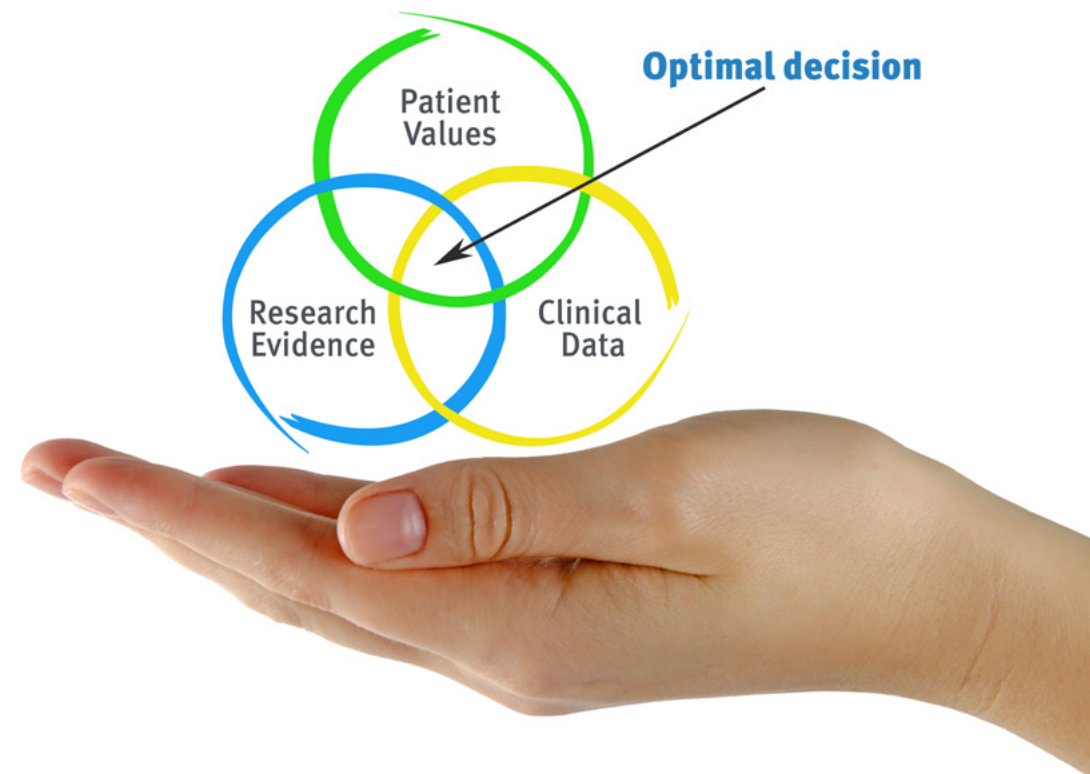 Optimal decision
Patient
Values
Research
Evidence
Clinical
Data